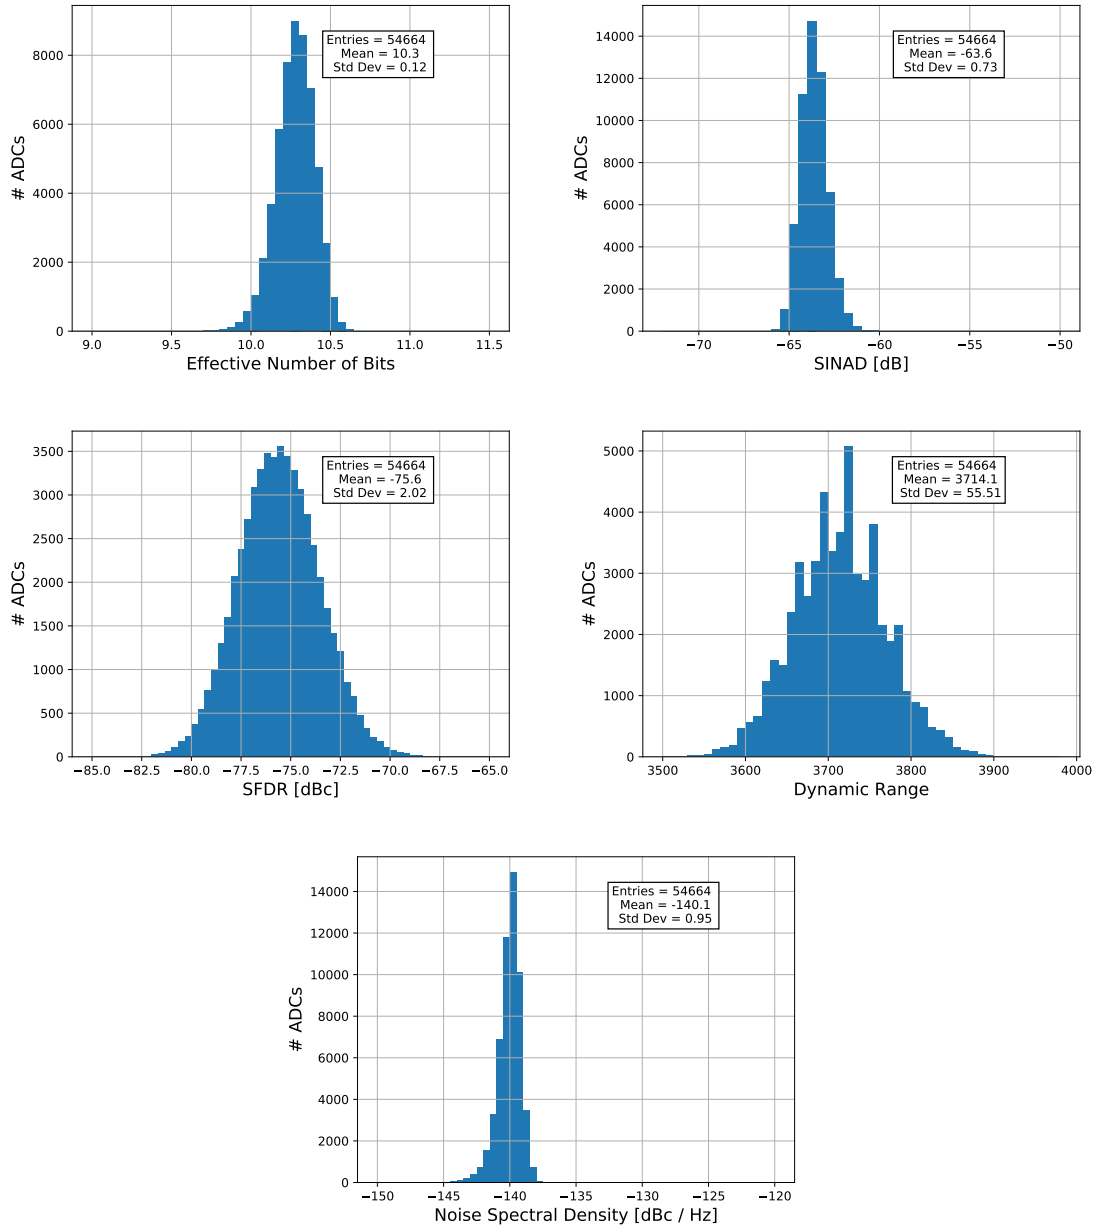 8000
6000
4000
2000
0
# ADCs
Entries = 54664
Mean = 10.3
Std Dev = 0.12
9.0 9.5 10.0 10.5 11.0 11.5
Effective Number of Bits
14000
12000
10000
8000
6000
4000
2000
0
# ADCs
Entries = 54664
Mean = -63.6
Std Dev = 0.73
−70 −65 −60 −55 −50
SINAD [dB]
3500
3000
2500
2000
1500
1000
500
0
# ADCs
Entries = 54664
Mean = -75.6
Std Dev = 2.02
−85.0 −82.5 −80.0 −77.5 −75.0 −72.5 −70.0 −67.5 −65.0
SFDR [dBc]
5000
4000
3000
2000
1000
0
# ADCs
Entries = 54664
Mean = 3714.1
Std Dev = 55.51
3500 3600 3700 3800 3900 4000
Dynamic Range
14000
12000
10000
8000
6000
4000
2000
0
# ADCs
Entries = 54664
Mean = -140.1
Std Dev = 0.95
−150 −145 −140 −135 −130 −125 −120
Noise Spectral Density [dBc / Hz]